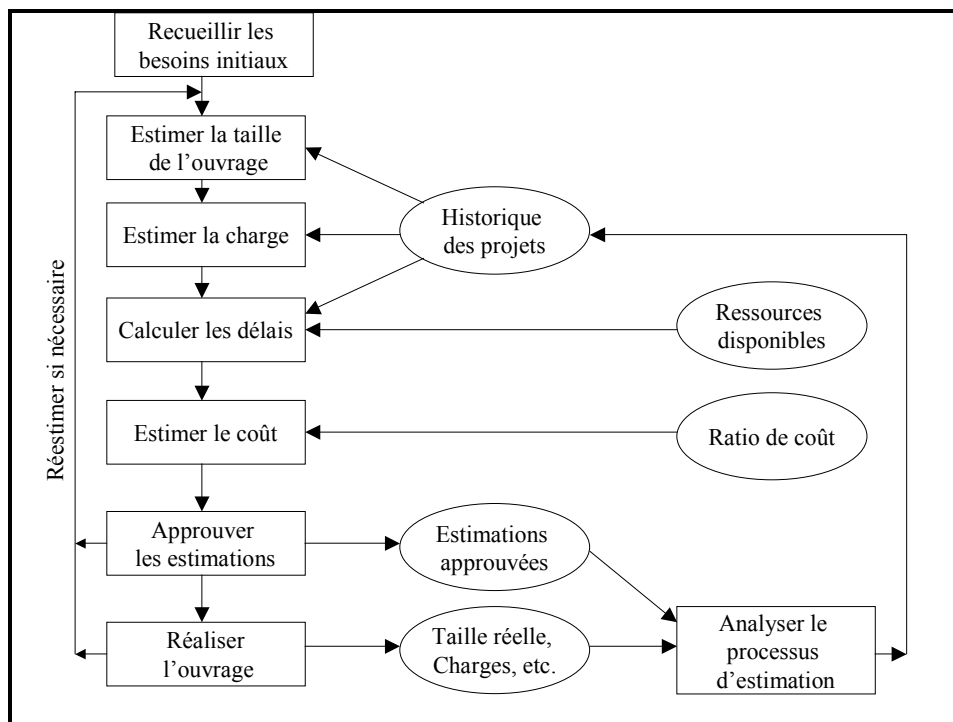 Recueillir les
besoins initiaux
Estimer la taille
de l’ouvrage
Historique
des projets
Estimer la charge
Ressources
disponibles
Calculer les délais
Réestimer si nécessaire
Estimer le coût
Ratio de coût
Approuver
les estimations
Estimations
approuvées
Réaliser
l’ouvrage
Taille réelle,
Charges, etc.
Analyser le
processus
d’estimation